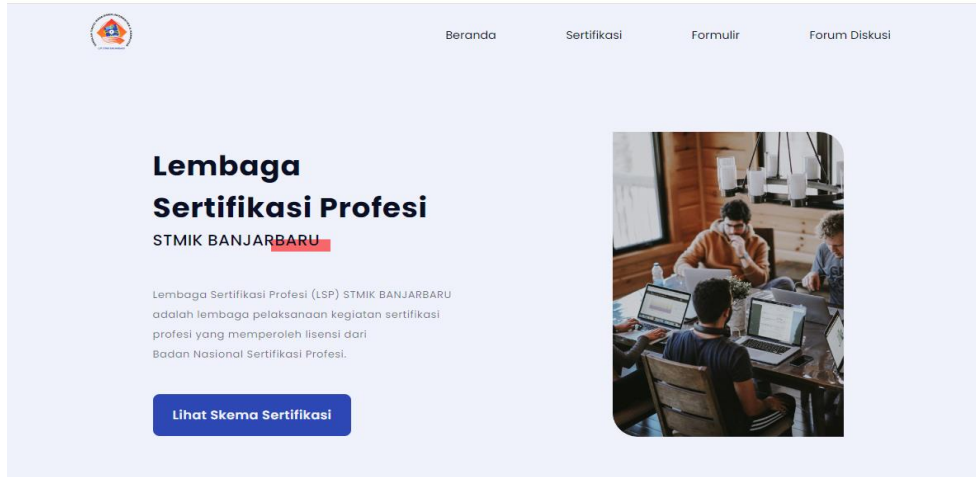 Beranda
Sertifikasi
Formulir
Forum Diskusi
Lembaga
Sertifikasi Profesi
STMIK BANJARBARU
Lembaga Sertifikasi Profesi (LSP) STMIK BANJARBARU
adalah lembaga pelaksanaan kegiatan sertifikasi
profesi yang memperoleh lisensi dari
Badan Nasional Sertifikasi Profesi.
Lihat Skema Sertifikasi